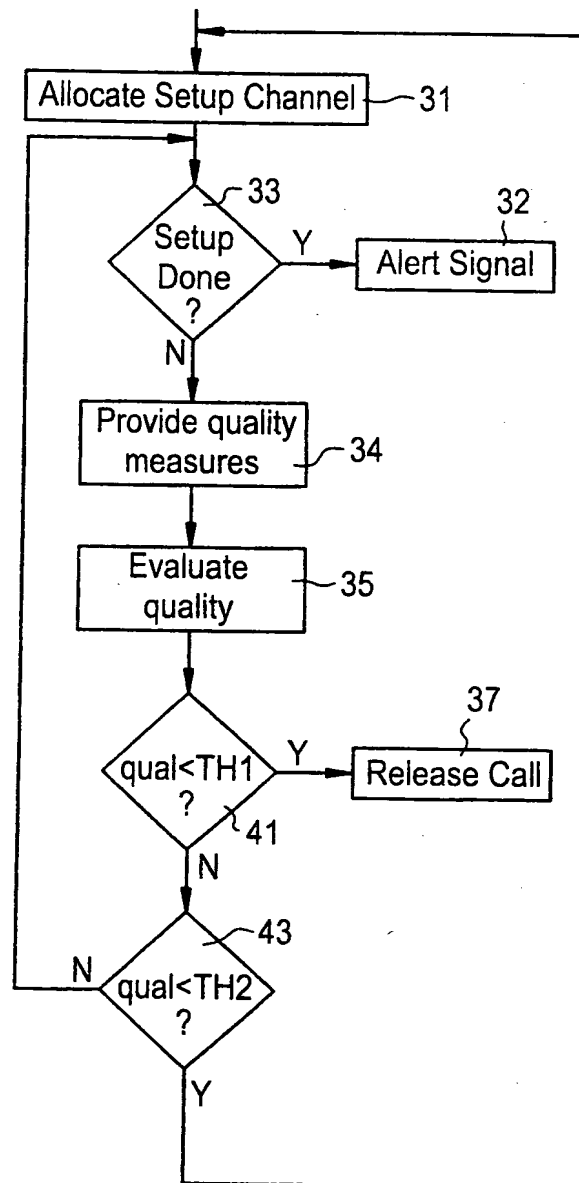 Allocate Setup Channel
31
33
Setup
Done
?
Y
32
Alert Signal
N
Provide quality
measures
34
Evaluate
quality
35
37
qual<TH1
?
Y
Release Call
41
N
43
N
qual<TH2
?
Y